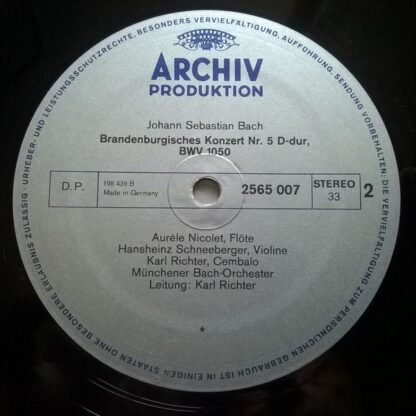 ARCHIV
PRODUKTION
Johann Sebastian Bach
Brandenburgisches Konzert Nr. 5 D-dur,
BWV 1050
D.P.
198 439 B
Made in Germany
2565 007
STEREO
33
2
Aurèle Nicolet, Flöte
Hansheinz Schneeberger, Violine
Karl Richter, Cembalo
Münchener Bach-Orchester
Leitung: Karl Richter
*
URHEBER- UND LEISTUNGSSCHUTZRECHTE, BESONDERS VERVIELFÄLTIGUNG, AUFFÜHRUNG, SENDUNG VORBEHALTEN: DIE VERVIELFÄLTIGUNG ZUM PERSÖNLICHEN GEBRAUCH IST IN EINIGEN STAATEN OHNE BESONDERE ERLAUBNIS ZULÄSSIG